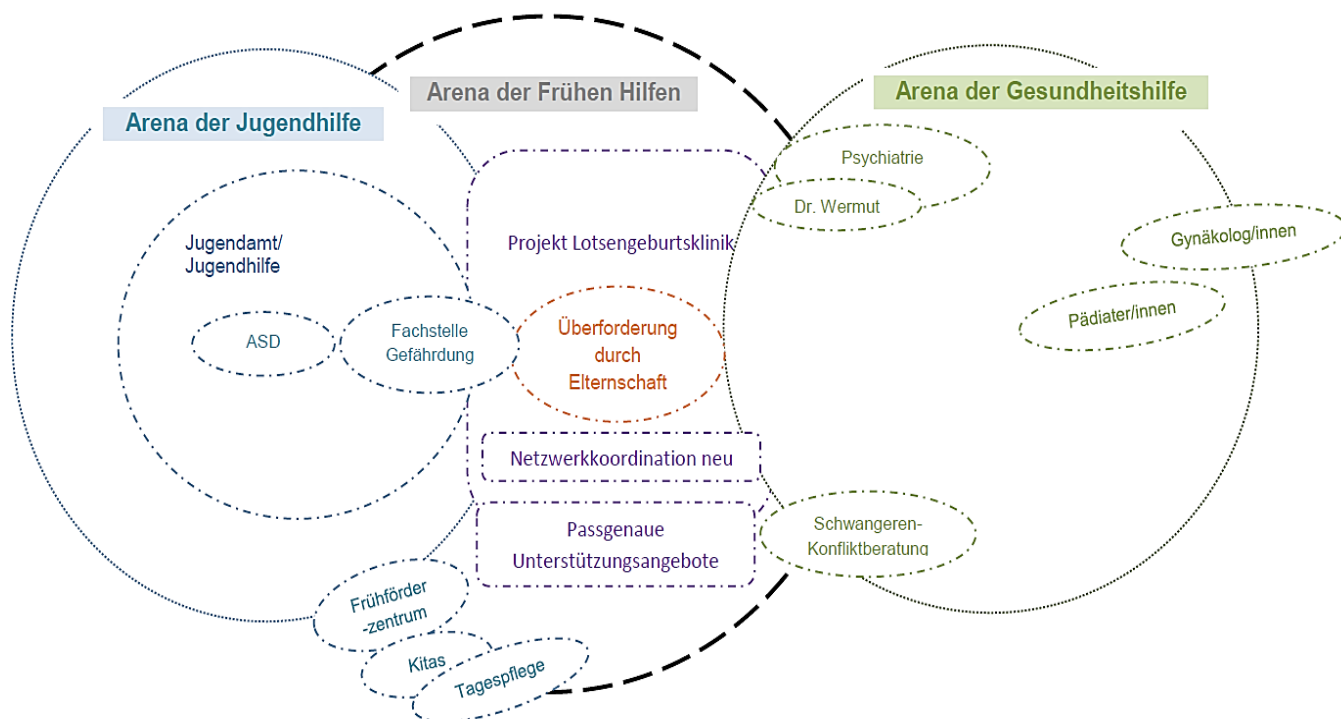 Arena der Frühen Hilfen
Arena der Gesundheitshilfe
Arena der Jugendhilfe
Psychiatrie
Dr. Wermut
Gynäkolog/innen
Projekt Lotsengeburtsklinik
Jugendamt/
Jugendhilfe
Pädiater/innen
ASD
Fachstelle
Gefährdung
Überforderung
durch
Elternschaft
Netzwerkkoordination neu
Passgenaue
Unterstützungsangebote
Schwangeren-
Konfliktberatung
Frühförder
-zentrum
Kitas
Tagespflege